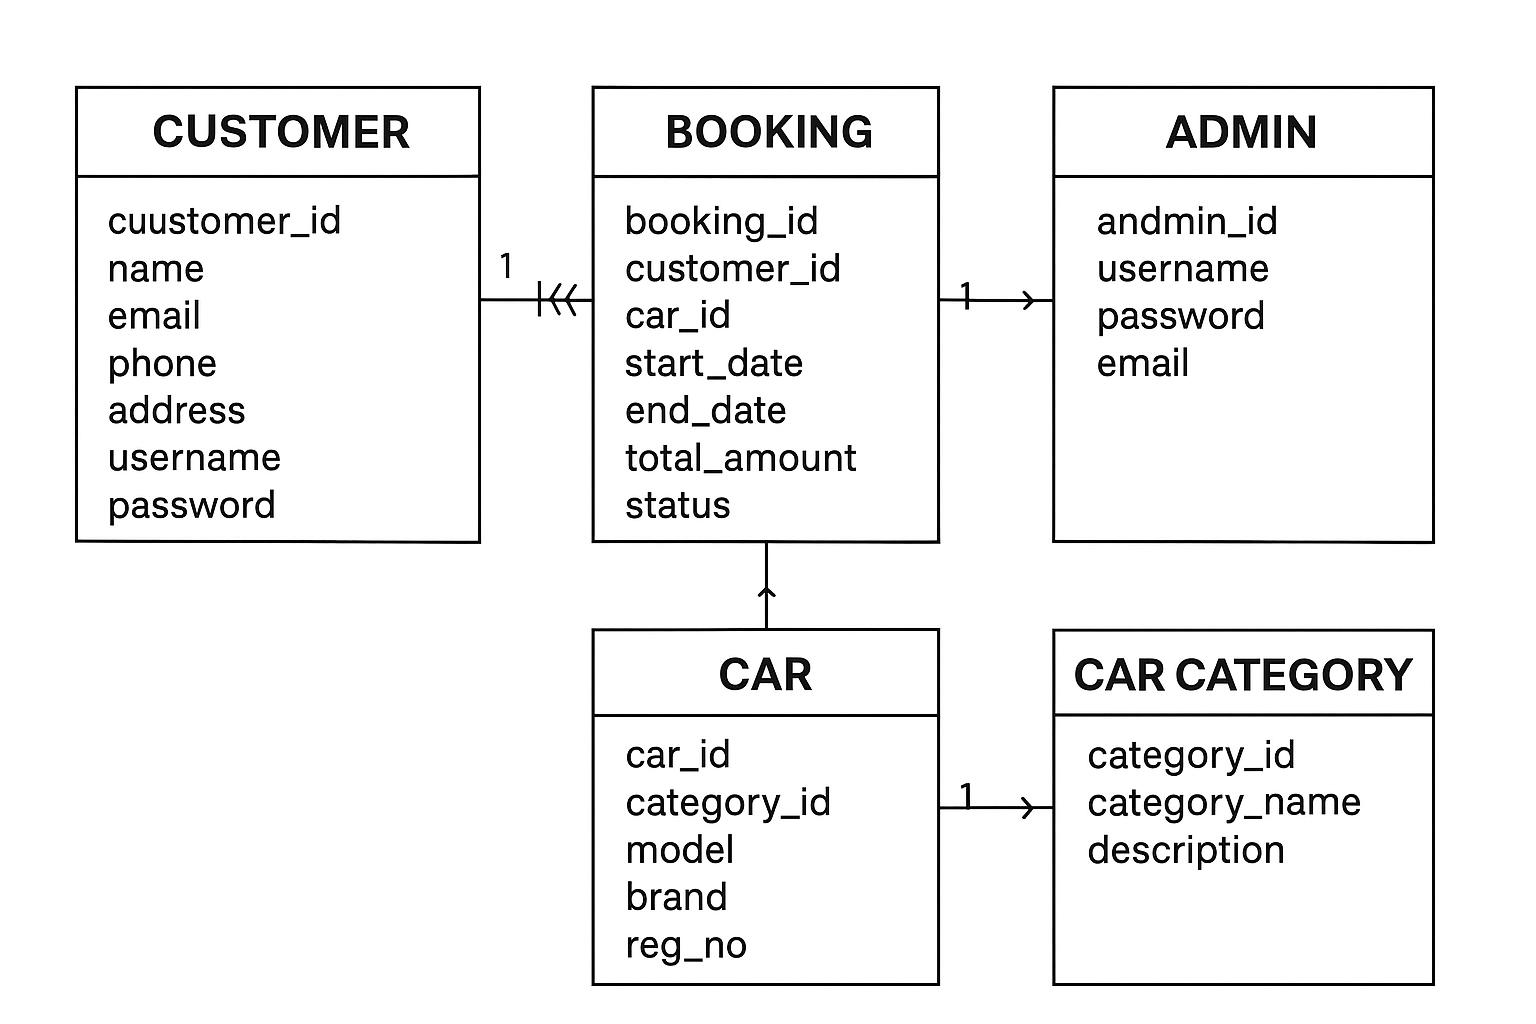 CUSTOMER
cuustomer_id
name
email
phone
address
username
password
1
BOOKING
booking_id
customer_id
car_id
start_date
end_date
total_amount
status
1
ADMIN
andmin_id
username
password
email
CAR
car_id
category_id
model
brand
reg_no
1
CAR CATEGORY
category_id
category_name
description